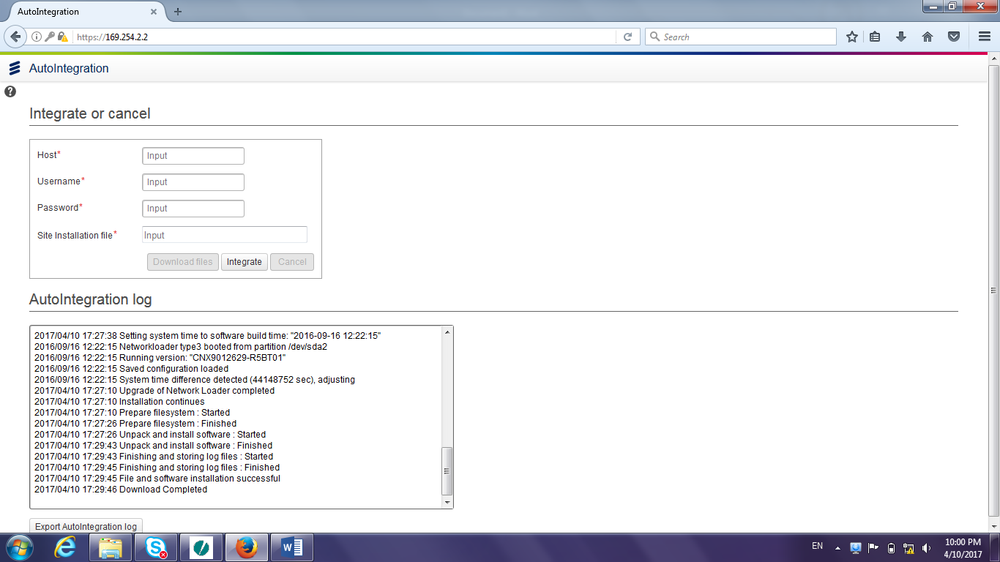 AutoIntegration
https://169.254.2.2
Search
AutoIntegration
Integrate or cancel
Host*
Input
Username*
Input
Password*
Input
Site Installation file*
Input
Download files
Integrate
Cancel
AutoIntegration log
2017/04/10 17:27:38 Setting system time to software build time: "2016-09-16 12:22:15"
2016/09/16 12:22:15 Networkloader type3 booted from partition /dev/sda2
2016/09/16 12:22:15 Running version: "CNX9012629-R5BT01"
2016/09/16 12:22:15 Saved configuration loaded
2016/09/16 12:22:15 System time difference detected (44148752 sec), adjusting
2017/04/10 17:27:10 Upgrade of Network Loader completed
2017/04/10 17:27:10 Installation continues
2017/04/10 17:27:10 Prepare filesystem : Started
2017/04/10 17:27:26 Prepare filesystem : Finished
2017/04/10 17:27:26 Unpack and install software : Started
2017/04/10 17:29:43 Unpack and install software : Finished
2017/04/10 17:29:43 Finishing and storing log files : Started
2017/04/10 17:29:45 Finishing and storing log files : Finished
2017/04/10 17:29:45 File and software installation successful
2017/04/10 17:29:46 Download Completed
Export AutoIntegration log
EN
10:00 PM
4/10/2017